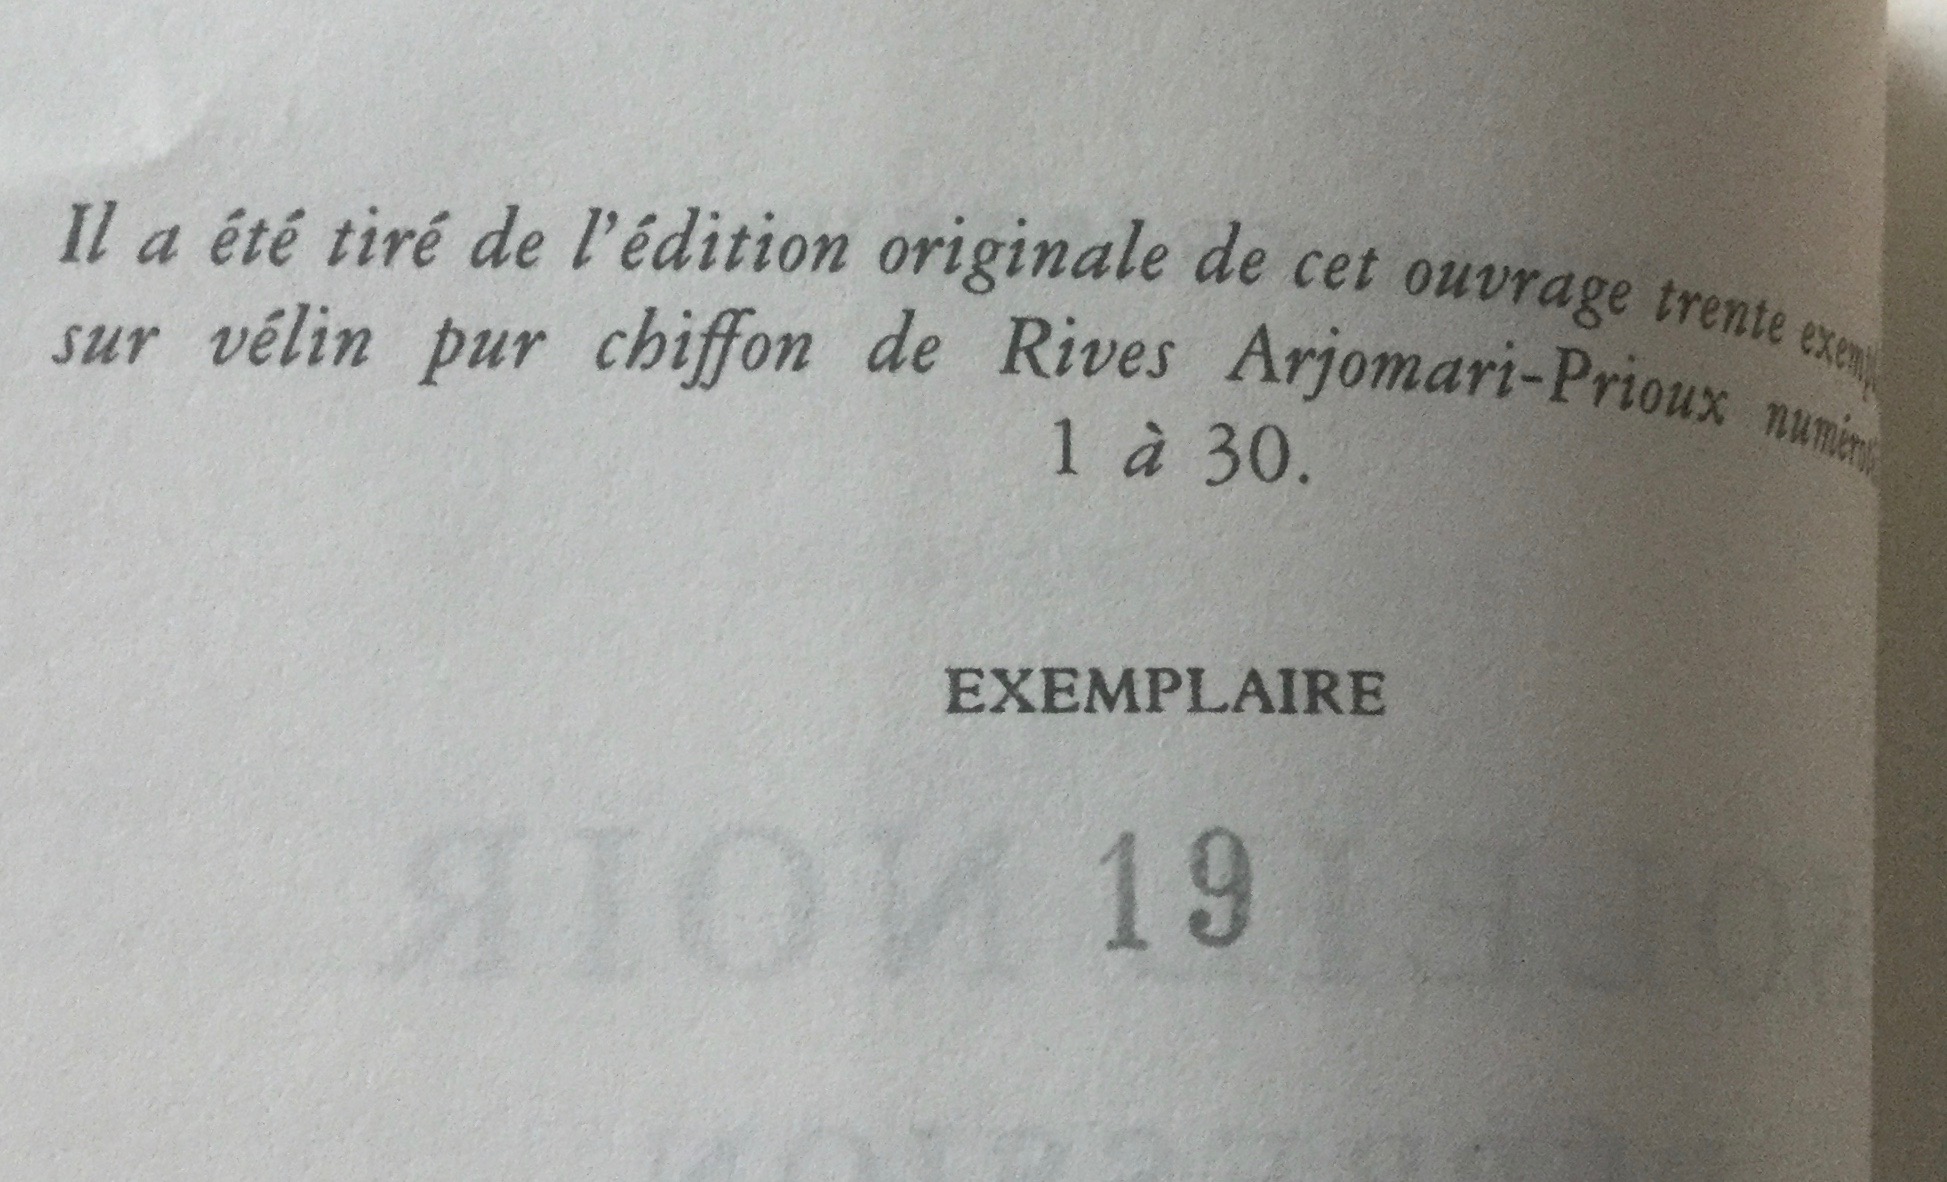 Il a été tiré de l'édition originale de cet ouvrage trente
sur vélin pur chiffon de Rives Arjomari-Prioux
1 à 30.
EXEMPLAIRE
19
NOIR